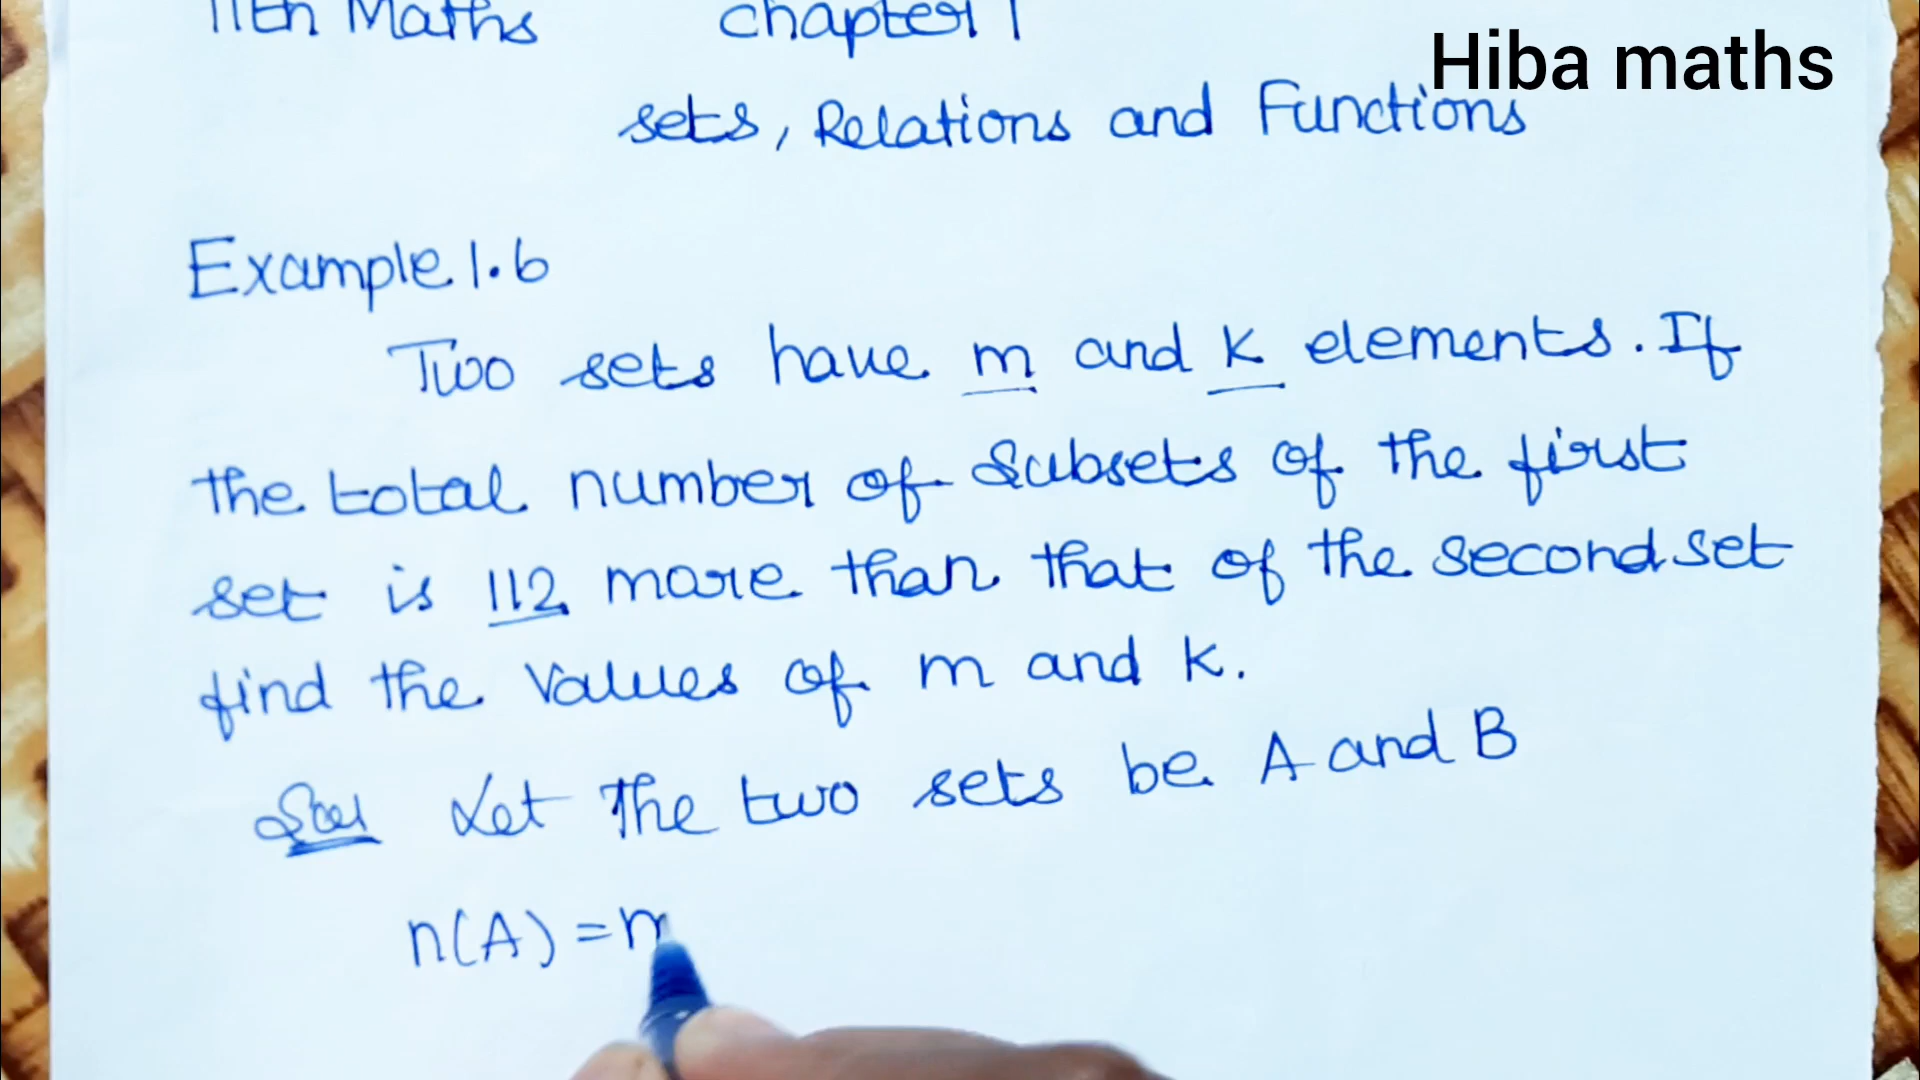 11th Maths Chapter 1
Hiba maths
sets, Relations and Functions
Example 1.6
Two sets have m and k elements. If
the total number of subsets of the first
set is 112 more than that of the second set
find the values of m and k.
Sol Let The two sets be A and B
n(A) = m